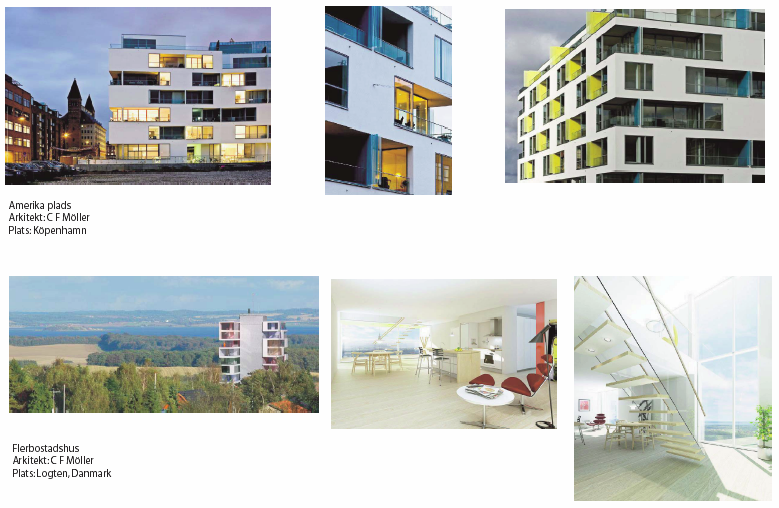 Amerika plads
Arkitekt: C F Möller
Plats: Köpenhamn
Flerbostadshus
Arkitekt: C F Möller
Plats: Logten, Danmark